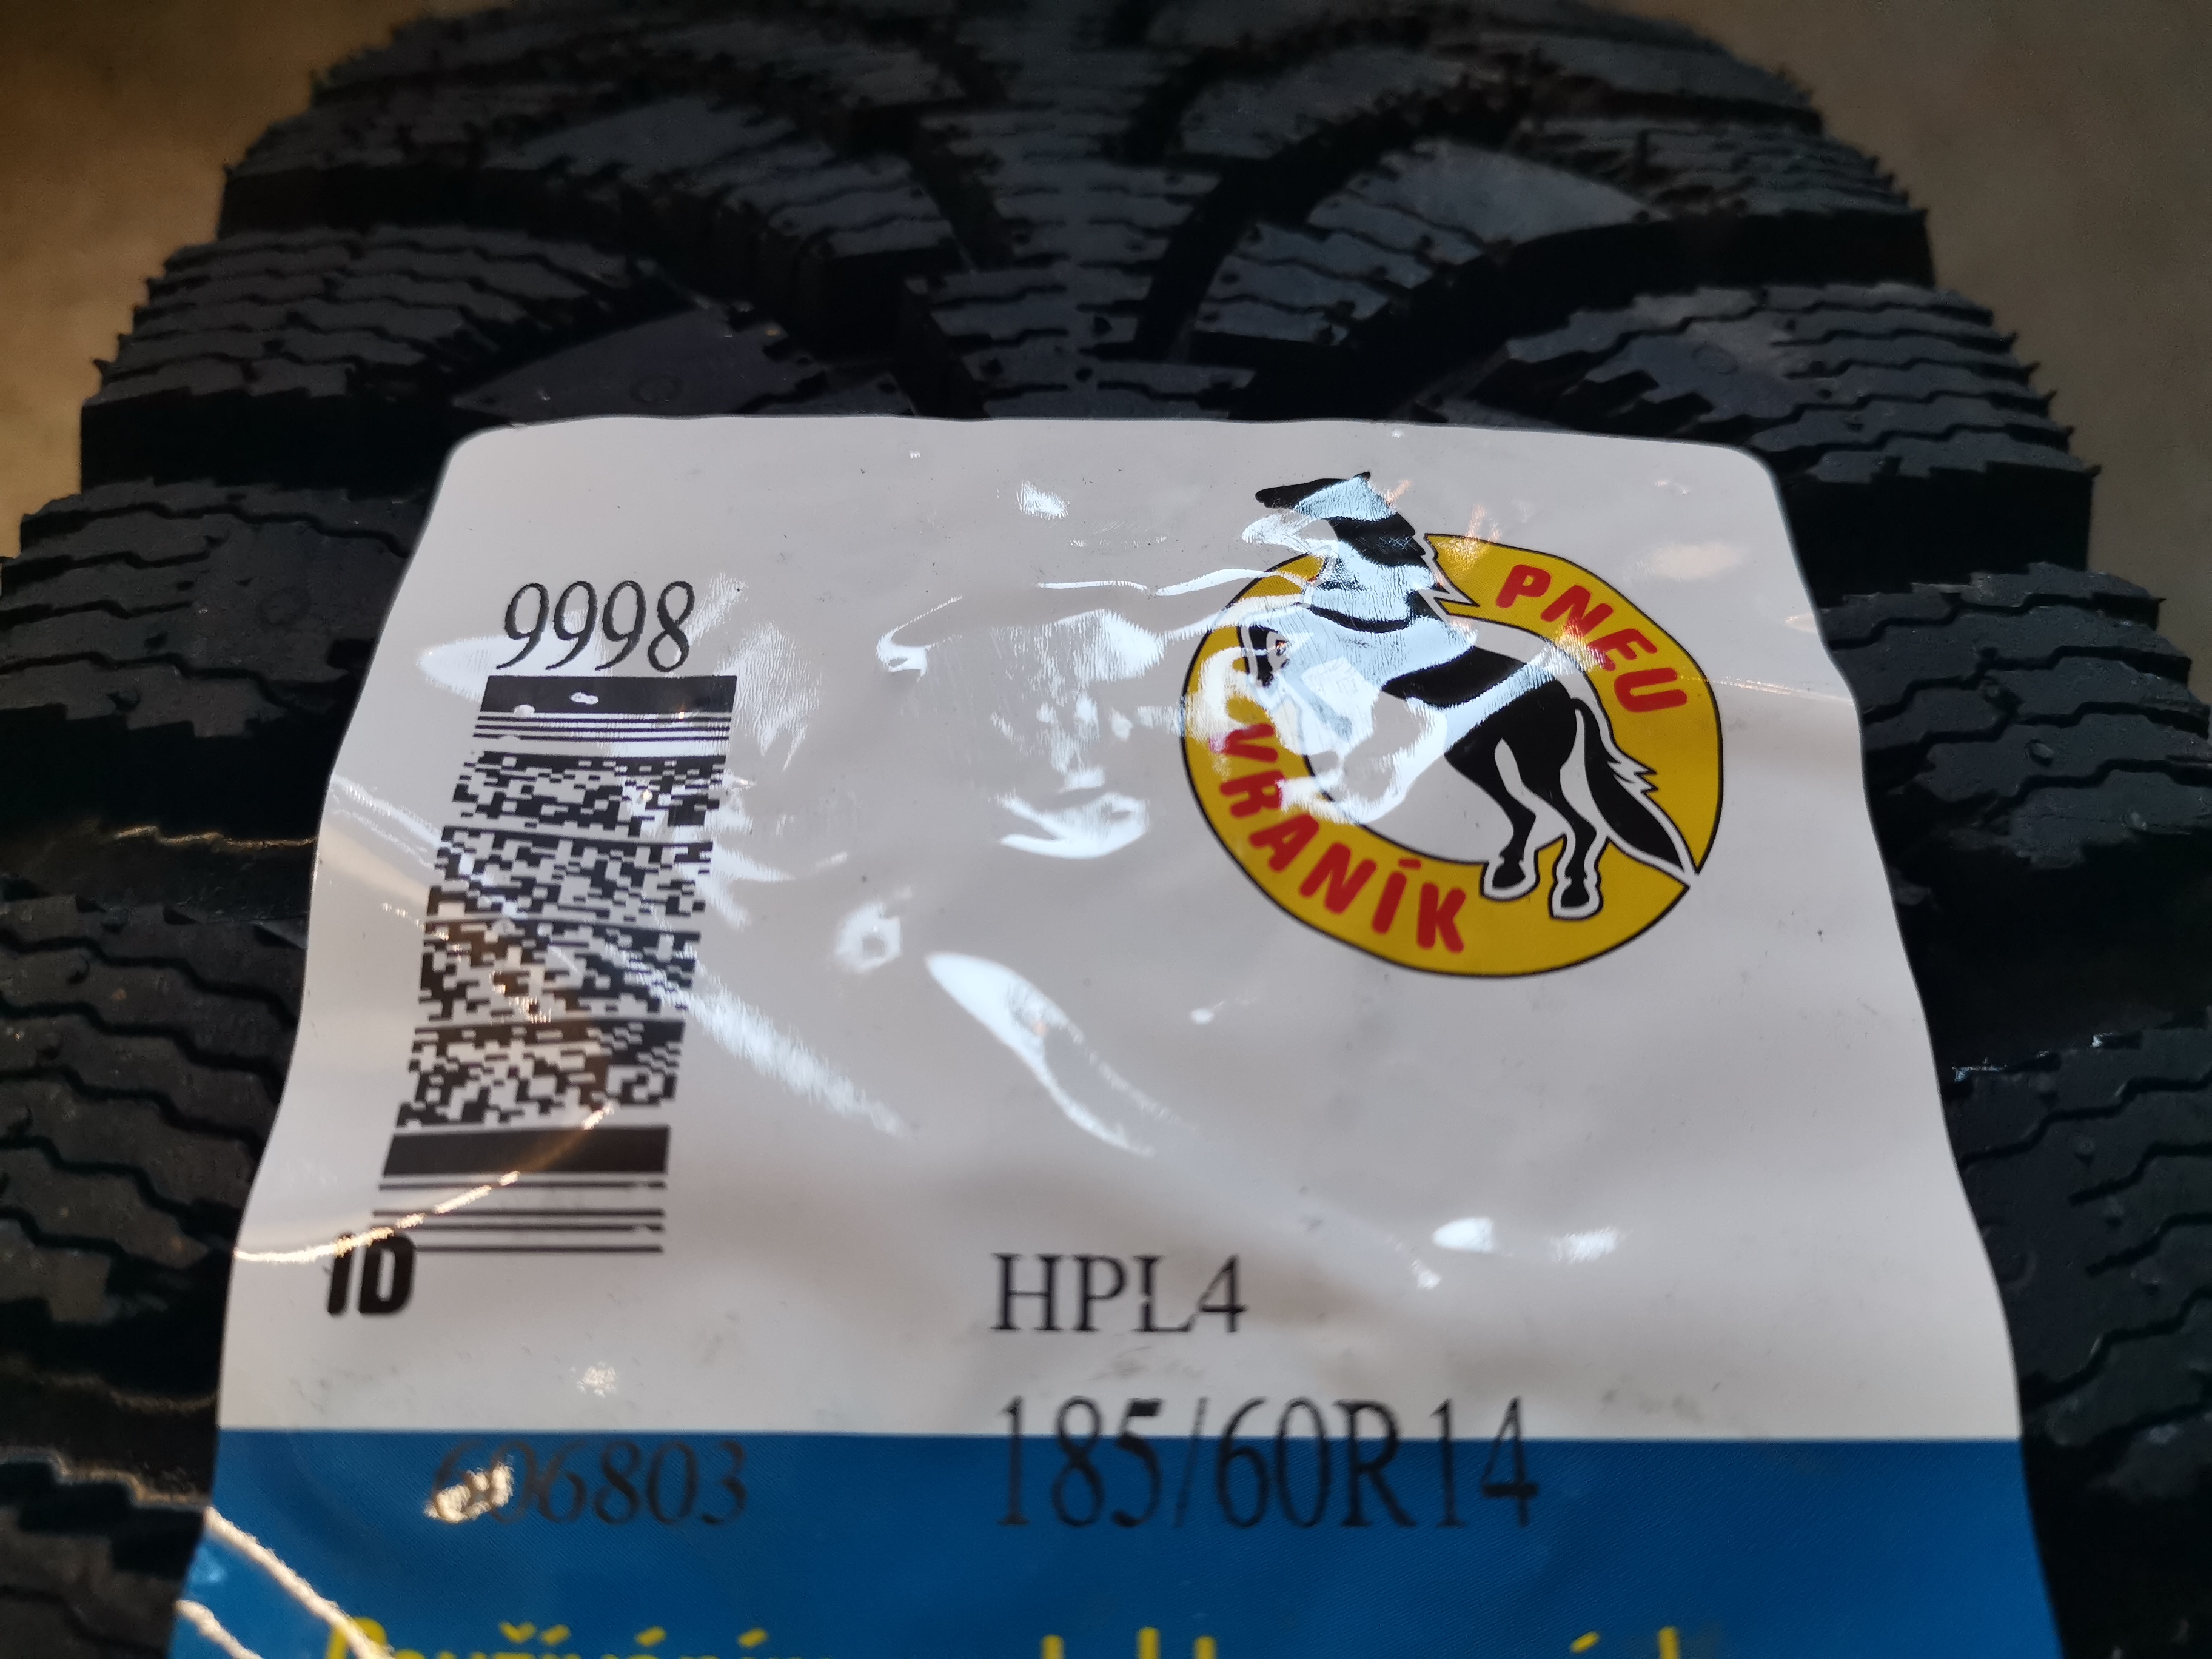 PNEU
VRANÍK
9998
ID
HPL4
185/60R14
606803